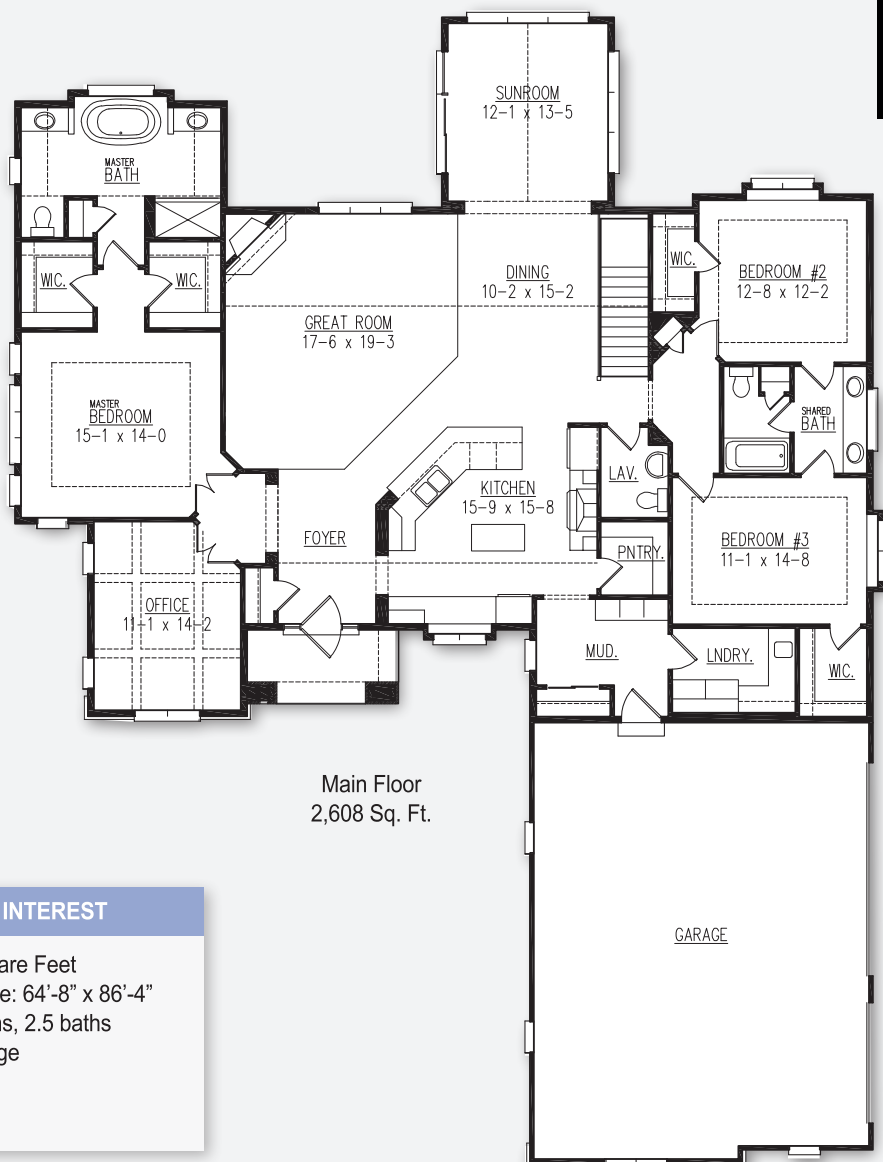 SUNROOM
12-1 x 13-5
MASTER
BATH
WIC.
WIC.
WIC.
BEDROOM #2
12-8 x 12-2
DINING
10-2 x 15-2
GREAT ROOM
17-6 x 19-3
MASTER
BEDROOM
15-1 x 14-0
SHARED
BATH
LAV.
KITCHEN
15-9 x 15-8
FOYER
PNTRY.
BEDROOM #3
11-1 x 14-8
OFFICE
11-1 x 14-2
MUD.
LNDRY.
WIC.
Main Floor
2,608 Sq. Ft.
GARAGE
INTEREST
are Feet
e: 64’-8” x 86’-4”
ns, 2.5 baths
ge